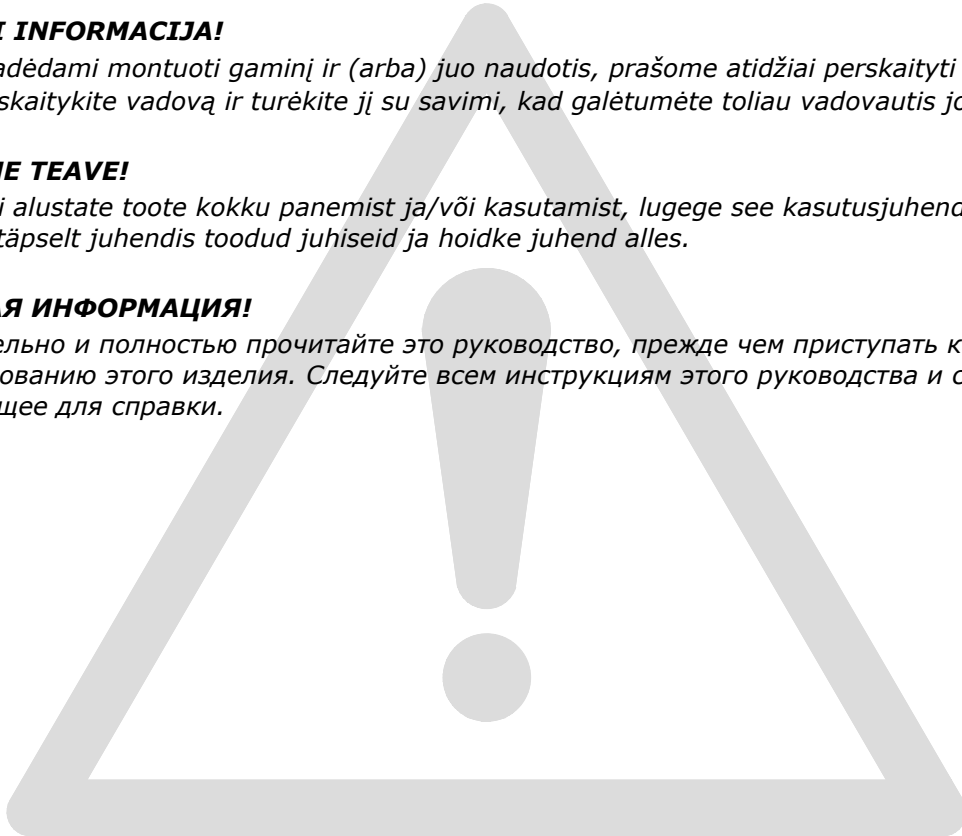 I INFORMACIJA!
adėdami montuoti gaminį ir (arba) juo naudotis, prašome atidžiai perskaityti
skaitykite vadovą ir turėkite jį su savimi, kad galėtumėte toliau vadovautis jo
NE TEAVE!
i alustate toote kokku panemist ja/või kasutamist, lugege see kasutusjuhend
täpselt juhendis toodud juhiseid ja hoidke juhend alles.
АЯ ИНФОРМАЦИЯ!
ельно и полностью прочитайте это руководство, прежде чем приступать к
ованию этого изделия. Следуйте всем инструкциям этого руководства и с
щее для справки.